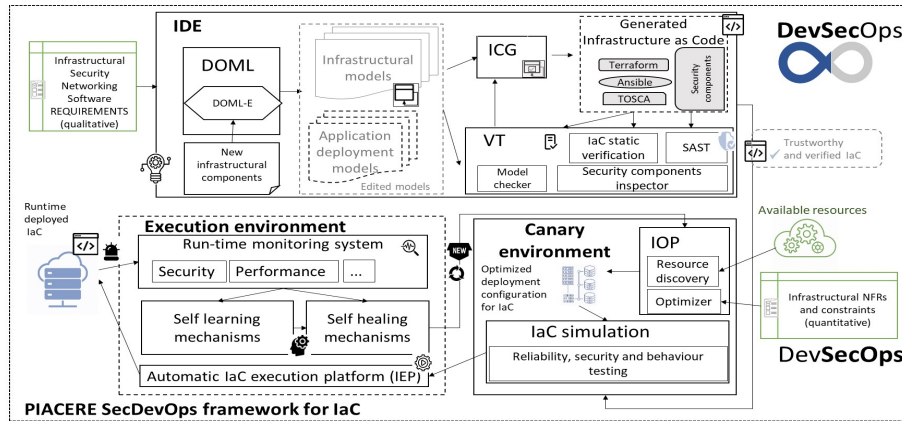 IDE
Infrastructural
Security
Networking
Software
REQUIREMENTS
(qualitative)
DOML
DOML-E
New
infrastructural
components
Infrastructural
models
Application
deployment
models
Edited models
ICG
Generated
Infrastructure as Code
Terraform
Ansible
TOSCA
Security
components
VT
IaC static
verification
SAST
Model
checker
Security components
inspector
DevSecOps
Trustworthy
and verified IaC
Runtime
deployed
IaC
Execution environment
Run-time monitoring system
Security
Performance
...
Self learning
mechanisms
Self healing
mechanisms
Automatic IaC execution platform (IEP)
NEW
Canary
environment
Optimized
deployment
configuration
for IaC
IOP
Resource
discovery
Optimizer
IaC simulation
Reliability, security and behaviour
testing
Available resources
Infrastructural NFRs
and constraints
(quantitative)
DevSecOps
PIACERE SecDevOps framework for IaC